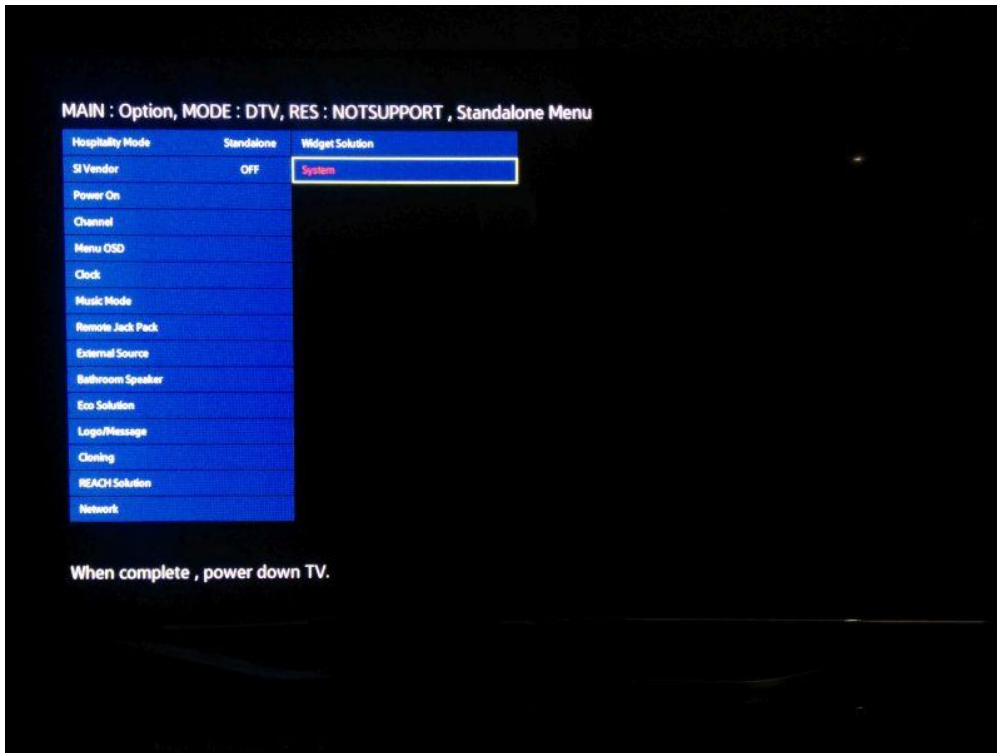 MAIN : Option, MODE : DTV, RES : NOTSUPPORT , Standalone Menu
Hospitality Mode Standalone Widget Solution
SI Vendor OFF System
Power On
Channel
Menu OSD
Clock
Music Mode
Remote Jack Pack
External Source
Bathroom Speaker
Eco Solution
Logo/Message
Cloning
REACH Solution
Network
When complete , power down TV.